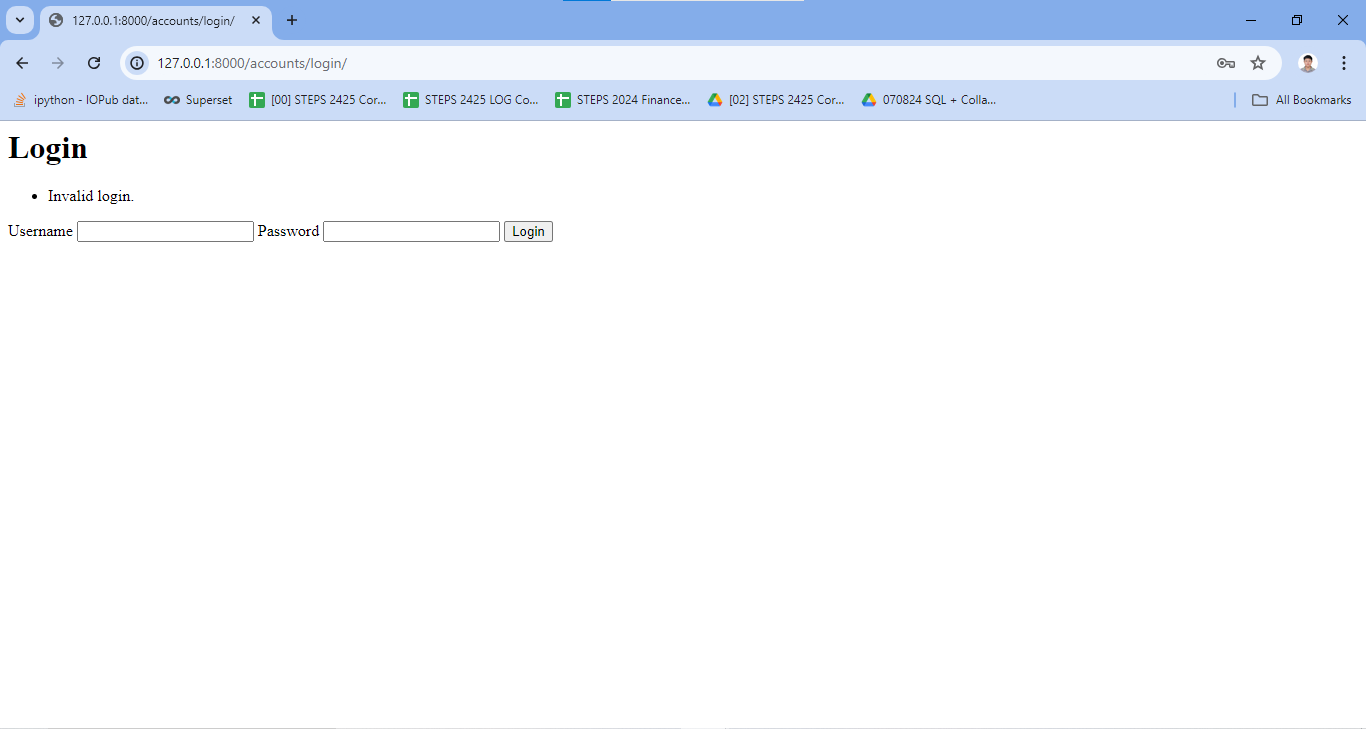 127.0.0.1:8000/accounts/login/
127.0.0.1:8000/accounts/login/
ipython - IOPub dat... Superset [00] STEPS 2425 Cor... STEPS 2425 LOG Co... STEPS 2024 Finance... [02] STEPS 2425 Cor... 070824 SQL + Colla... All Bookmarks
Login
• Invalid login.
Username Password Login